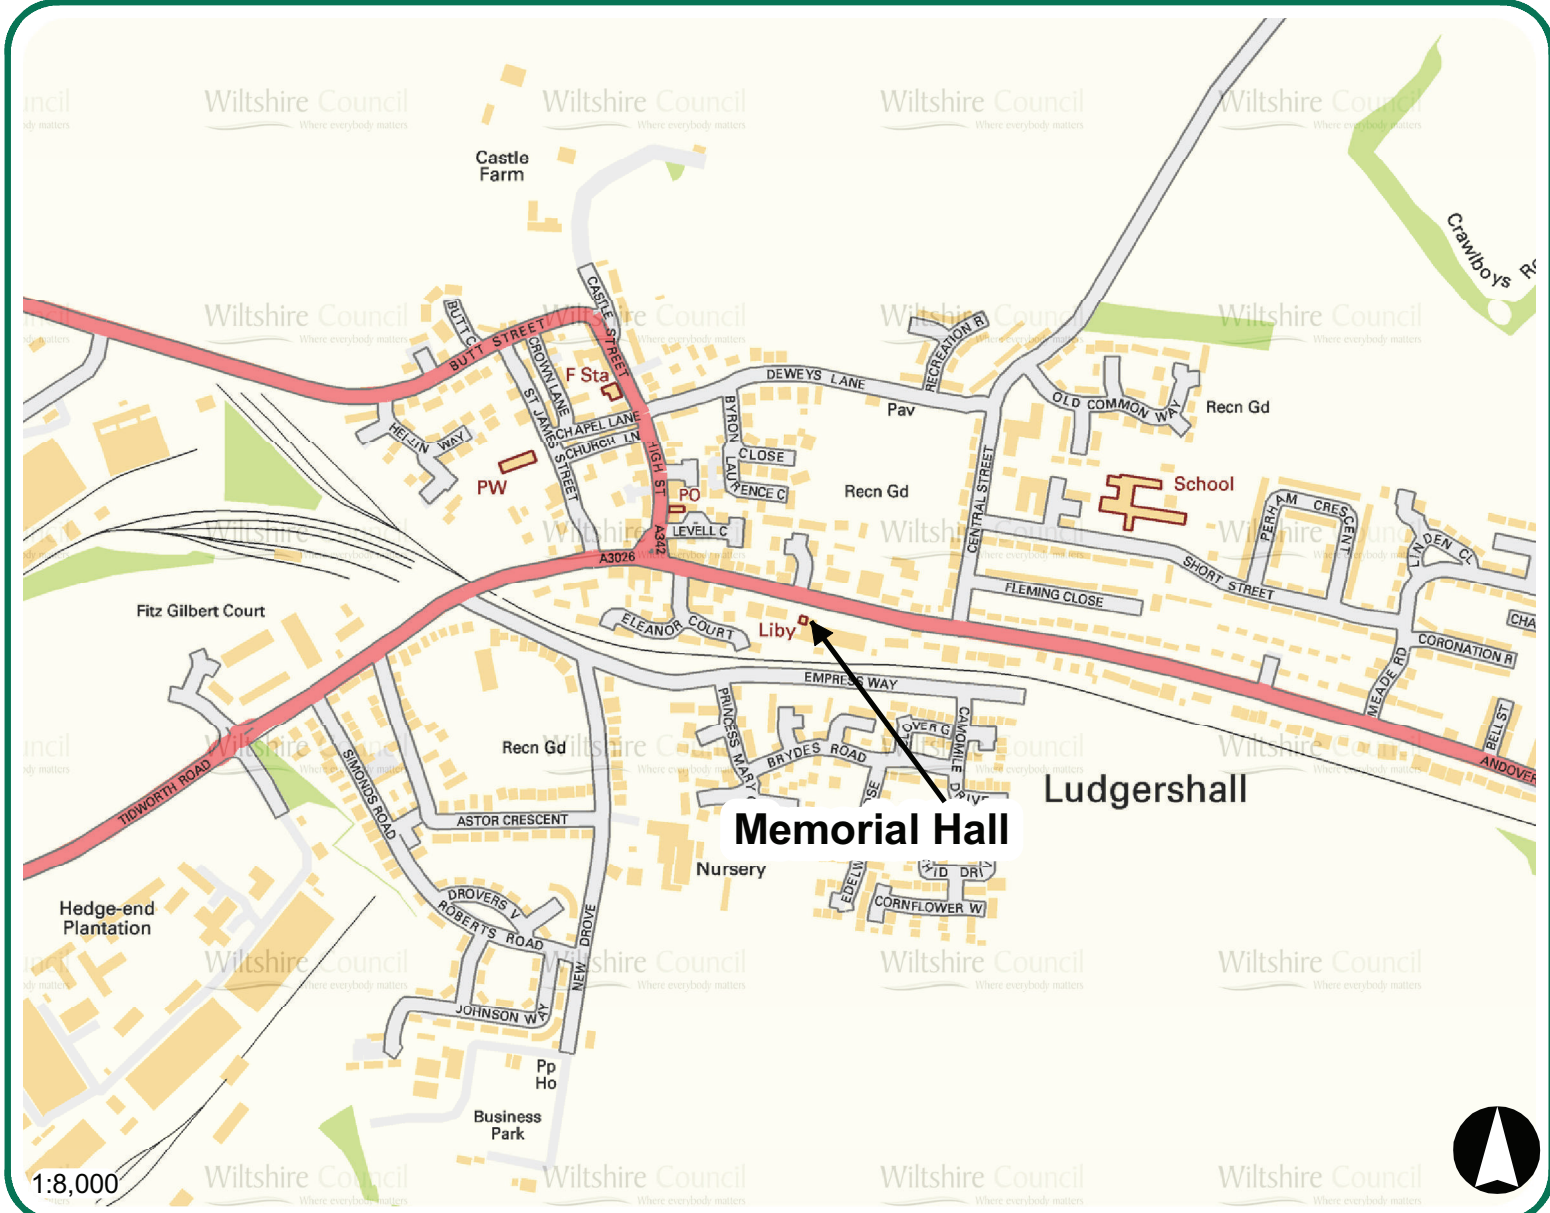 Wiltshire Council
Where everybody matters
Castle
Farm
Crawlboys
CASTLE STREET
BUTT C
BUTT STREET
CROWN LANE
F Sta
DEWEYS LANE
RECREATION R
Pav
OLD COMMON WAY
Recn Gd
ST JAMES STREET
CHAPEL LANE
CHURCH LN
HIGH ST
BYRON
CLOSE
LAURENCE C
PW
PO
LEVELL C
A342
A3026
Recn Gd
CENTRAL STREET
School
PERHAM CRESCENT
LINDEN CL
SHORT STREET
FLEMING CLOSE
CHA
CORONATION R
MEADE RD
BELL ST
ANDOVER
Fitz Gilbert Court
ELEANOR COURT
Liby
EMPRESS WAY
PRINCESS MARY
BRYDES ROAD
CAMOMILE DRIVE
Recn Gd
SIMONDS ROAD
TIDWORTH ROAD
ASTOR CRESCENT
Ludgershall
Memorial Hall
Nursery
CORNFLOWER W
Hedge-end
Plantation
DROVERS
ROBERTS ROAD
NEW DROVE
JOHNSON WAY
Pp
Ho
Business
Park
1:8,000